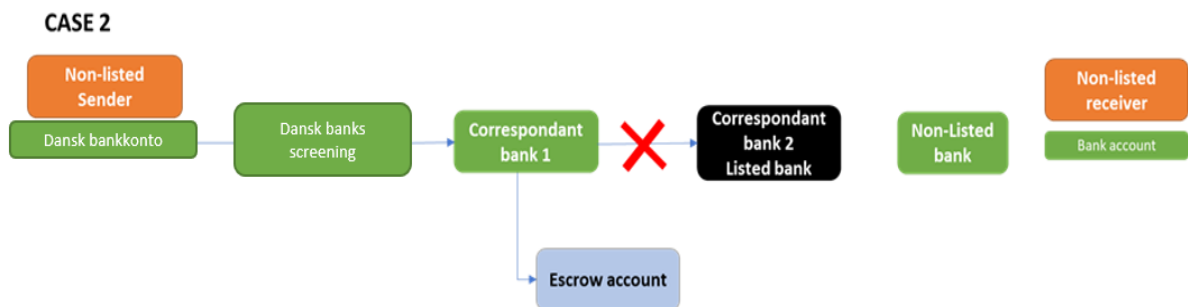 CASE 2
Non-listed
Sender
Dansk bankkonto
Dansk banks
screening
Correspondant
bank 1
Correspondant
bank 2
Listed bank
Non-Listed
bank
Non-listed
receiver
Bank account
Escrow account